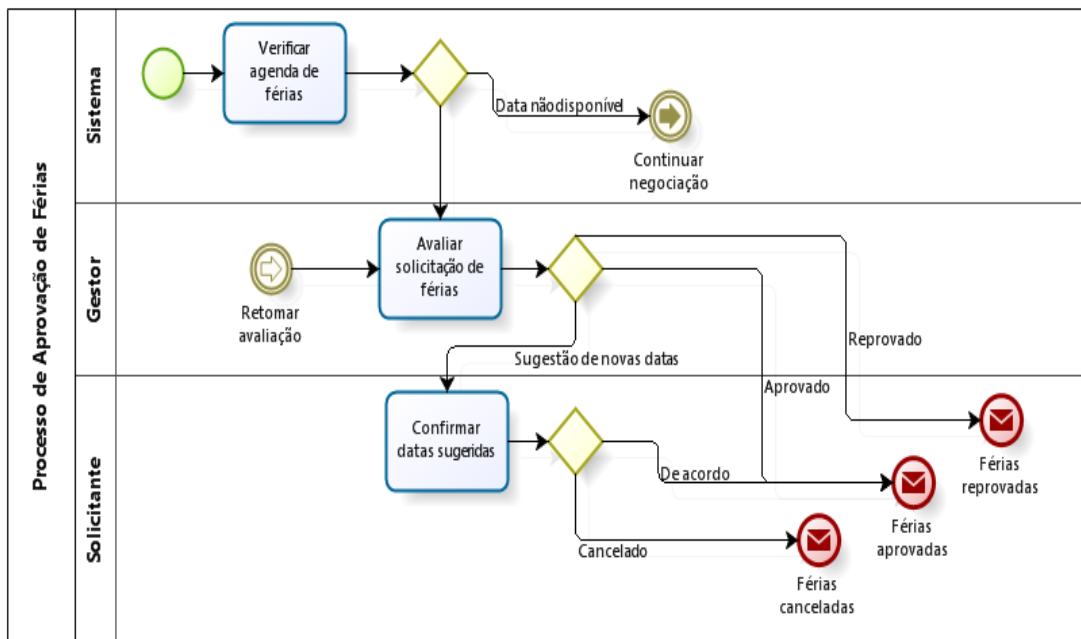 Processo de Aprovação de Férias
Sistema
Verificar
agenda de
férias
Data não disponível
Continuar
negociação
Gestor
Retomar
avaliação
Avaliar
solicitação de
férias
Sugestão de novas datas
Reprovado
Aprovado
Solicitante
Confirmar
datas sugeridas
De acordo
Cancelado
Férias
reprovadas
Férias
aprovadas
Férias
canceladas